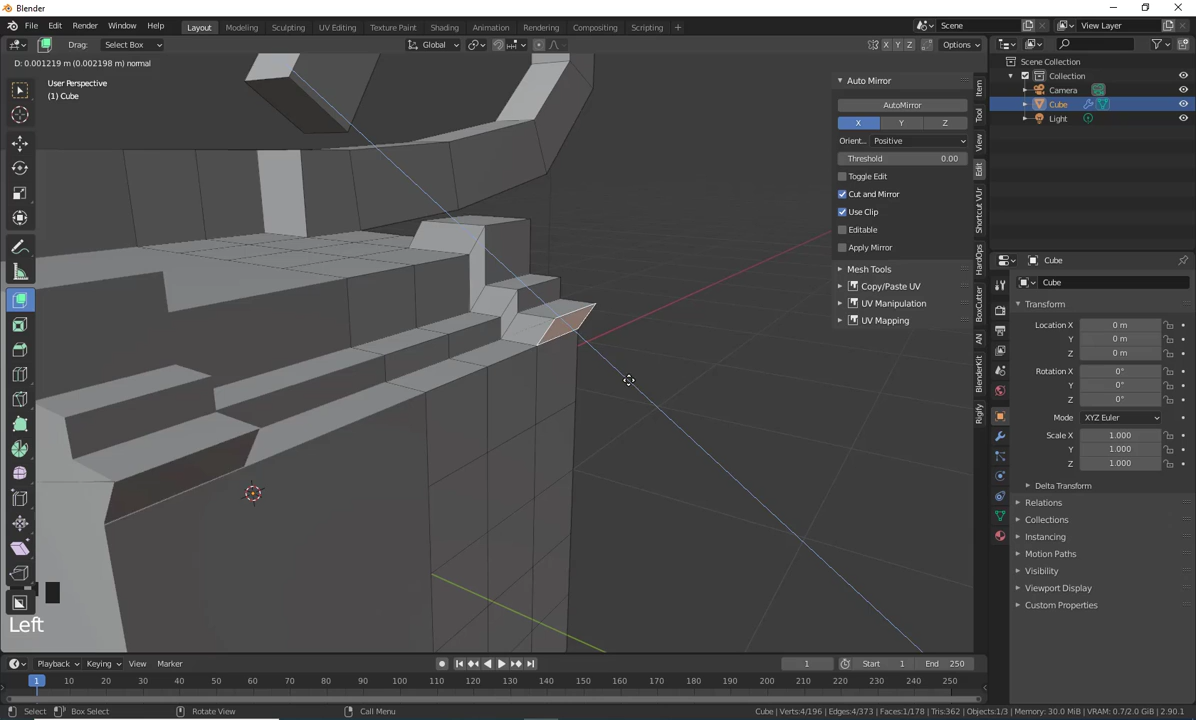 Blender
File Edit Render Window Help
Layout Modeling Sculpting UV Editing Texture Paint Shading Animation Rendering Compositing Scripting +
Scene
View Layer
Drag: Select Box
Global
X Y Z
Options
D: 0.001219 m (0.002198 m) normal
User Perspective
(1) Cube
Left
Auto Mirror
AutoMirror
X Y Z
Orient... Positive
Threshold 0.00
Toggle Edit
Cut and Mirror
Use Clip
Editable
Apply Mirror
Mesh Tools
Copy/Paste UV
UV Manipulation
UV Mapping
Item
Tool
View
Edit
Shortcut VUr
HardOps
BoxCutter
AN
BlenderKit
Rigify
Scene Collection
Collection
Camera
Cube
Light
Cube
Cube
Transform
Location X 0 m
Y 0 m
Z 0 m
Rotation X 0°
Y 0°
Z 0°
Mode XYZ Euler
Scale X 1.000
Y 1.000
Z 1.000
Delta Transform
Relations
Collections
Instancing
Motion Paths
Visibility
Viewport Display
Custom Properties
Playback Keying View Marker
1
Start 1
End 250
1 10 20 30 40 50 60 70 80 90 100 110 120 130 140 150 160 170 180 190 200 210 220 230 240 250
Select Box Select Rotate View Call Menu
Cube | Verts:4/196 | Edges:4/373 | Faces:1/178 | Tris:362 | Objects:1/3 | Memory: 30.0 MiB | VRAM: 0.7/2.0 GiB | 2.90.1